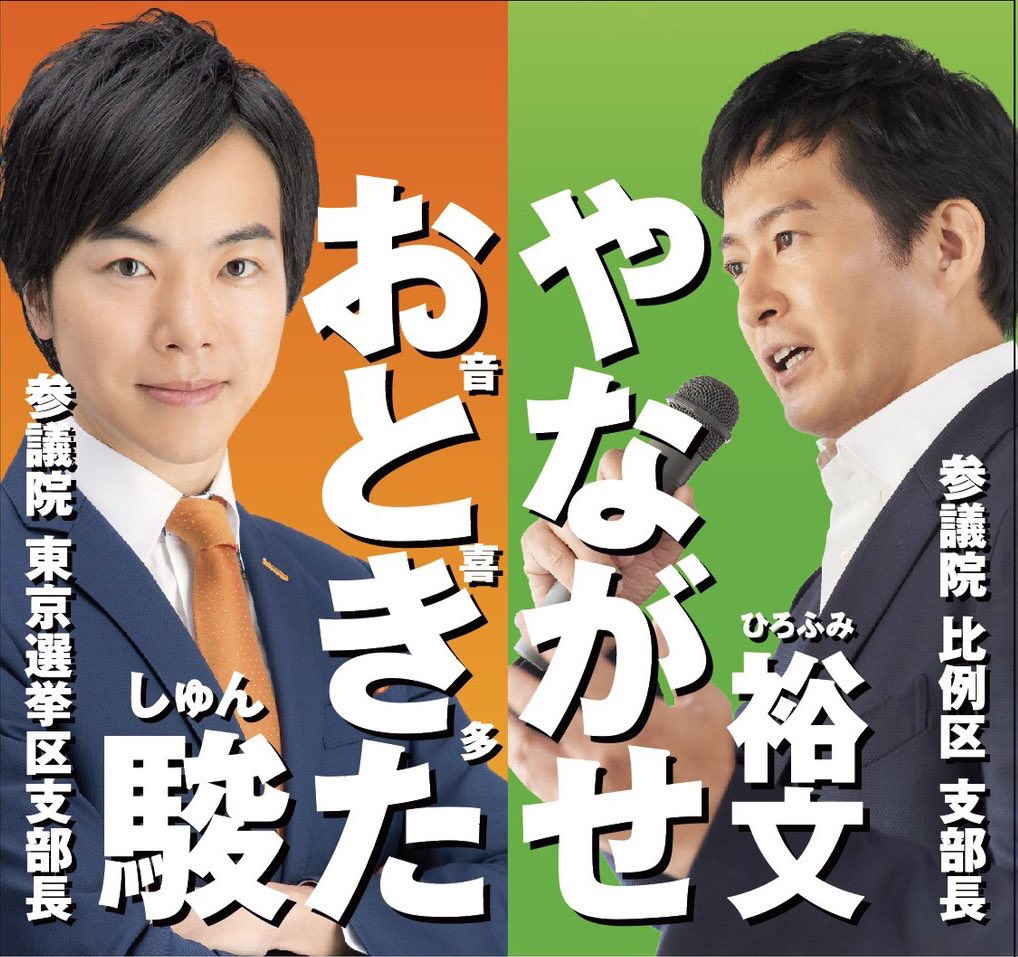 参議院 比例区 支部長
ひろふみ
裕文
やながせ
音喜多
おときた
しゅん
駿
参議院 東京選挙区支部長